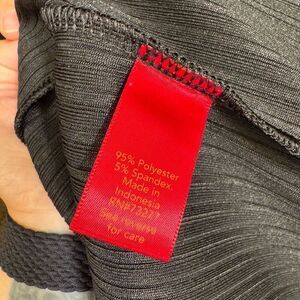 95% Polyester
5% Spandex
Made in
Indonesia
RN#73277
See reverse
for care